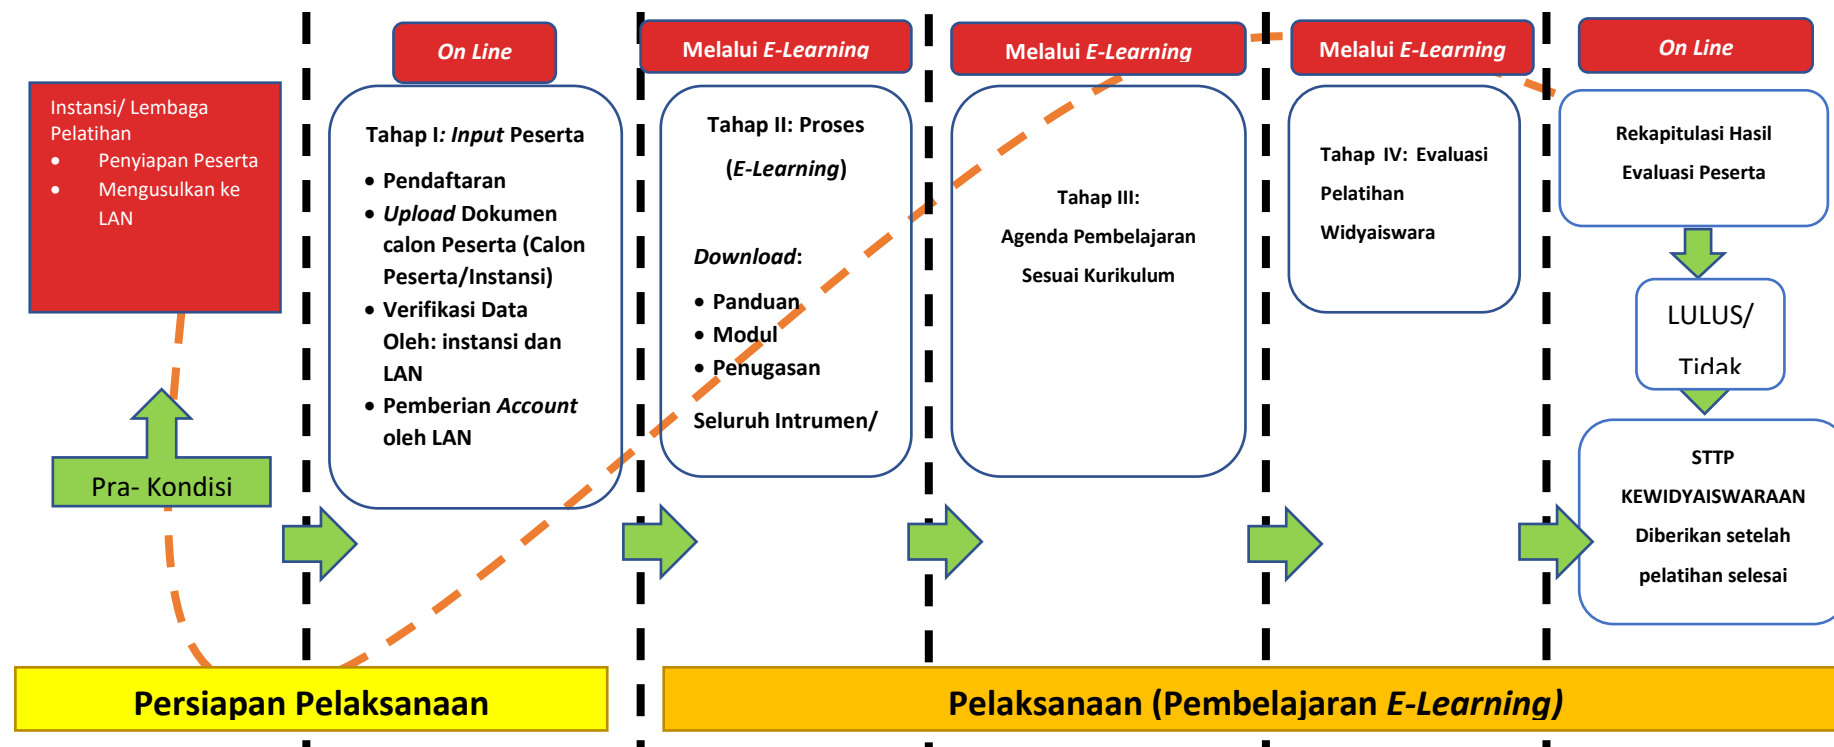 Instansi/ Lembaga
Pelatihan
• Penyiapan Peserta
• Mengusulkan ke
LAN
Pra- Kondisi
On Line
Tahap I: Input Peserta
• Pendaftaran
• Upload Dokumen
calon Peserta (Calon
Peserta/Instansi)
• Verifikasi Data
Oleh: instansi dan
LAN
• Pemberian Account
oleh LAN
Melalui E-Learning
Tahap II: Proses
(E-Learning)
Download:
• Panduan
• Modul
• Penugasan
Seluruh Intrumen/
Melalui E-Learning
Tahap III:
Agenda Pembelajaran
Sesuai Kurikulum
Melalui E-Learning
Tahap IV: Evaluasi
Pelatihan
Widyaiswara
On Line
Rekapitulasi Hasil
Evaluasi Peserta
LULUS/
Tidak
STTP
KEWIDYAISWARAAN
Diberikan setelah
pelatihan selesai
Persiapan Pelaksanaan
Pelaksanaan (Pembelajaran E-Learning)